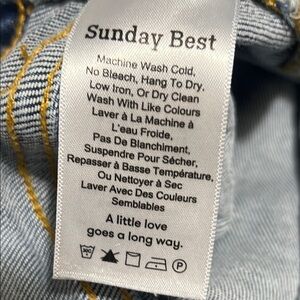 Sunday Best
Machine Wash Cold,
No Bleach, Hang To Dry.
Low Iron, Or Dry Clean
Wash With Like Colours
Laver À La Machine À
L'eau Froide,
Pas De Blanchiment,
Suspendre Pour Sécher,
Repasser à Basse Température,
Ou Nettoyer à Sec
Laver Avec Des Couleurs
Semblables
A little love
goes a long way.